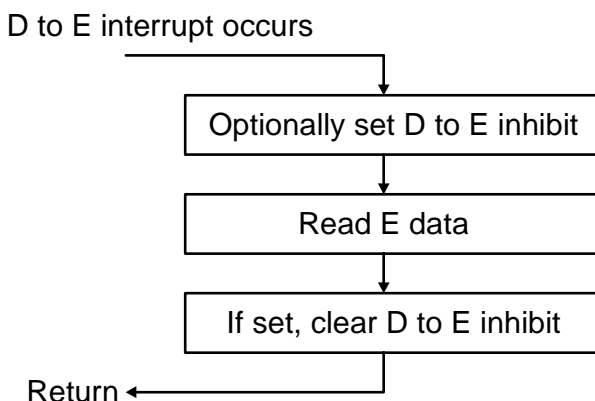 D to E interrupt occurs
Optionally set D to E inhibit
Read E data
If set, clear D to E inhibit
Return